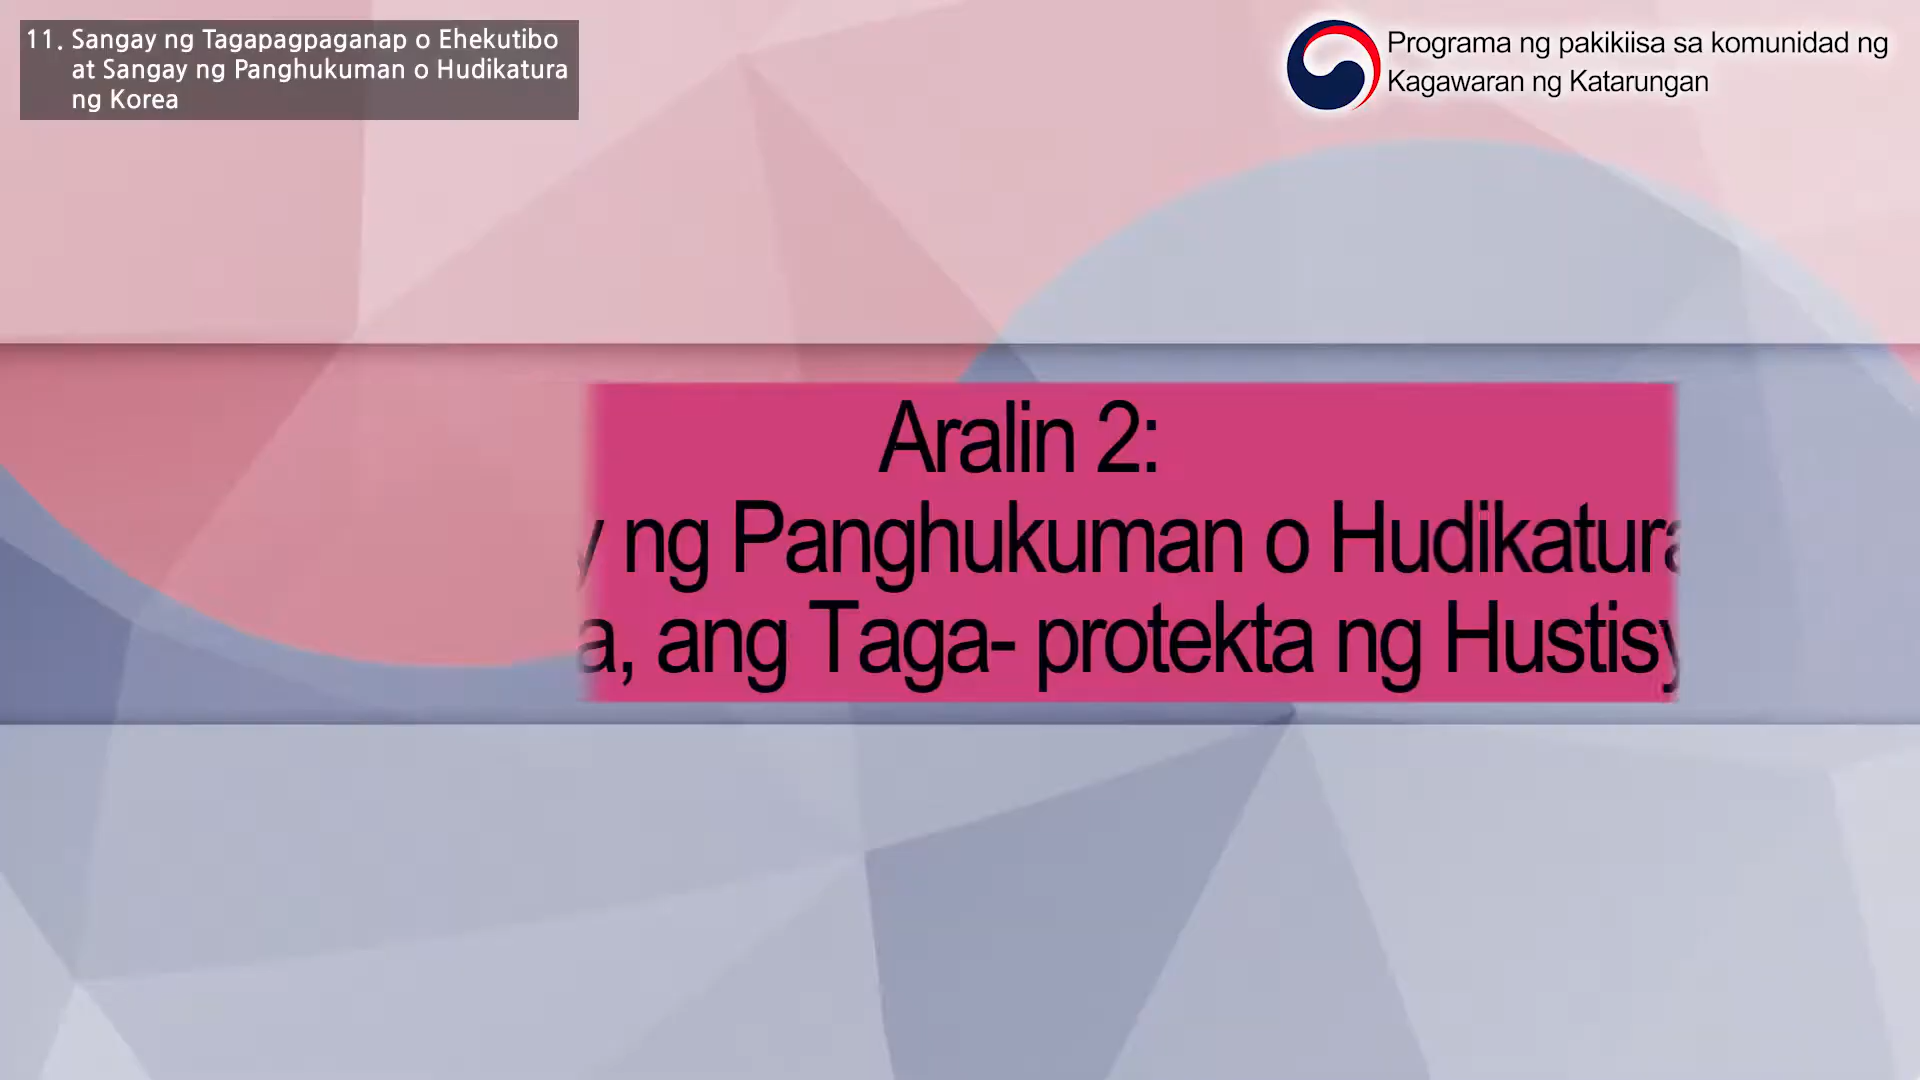 11. Sangay ng Tagapagpaganap o Ehekutibo
at Sangay ng Panghukuman o Hudikatura
ng Korea
Programa ng pakikiisa sa komunidad ng
Kagawaran ng Katarungan
Aralin 2:
ng Panghukuman o Hudikatura
ang Taga- protekta ng